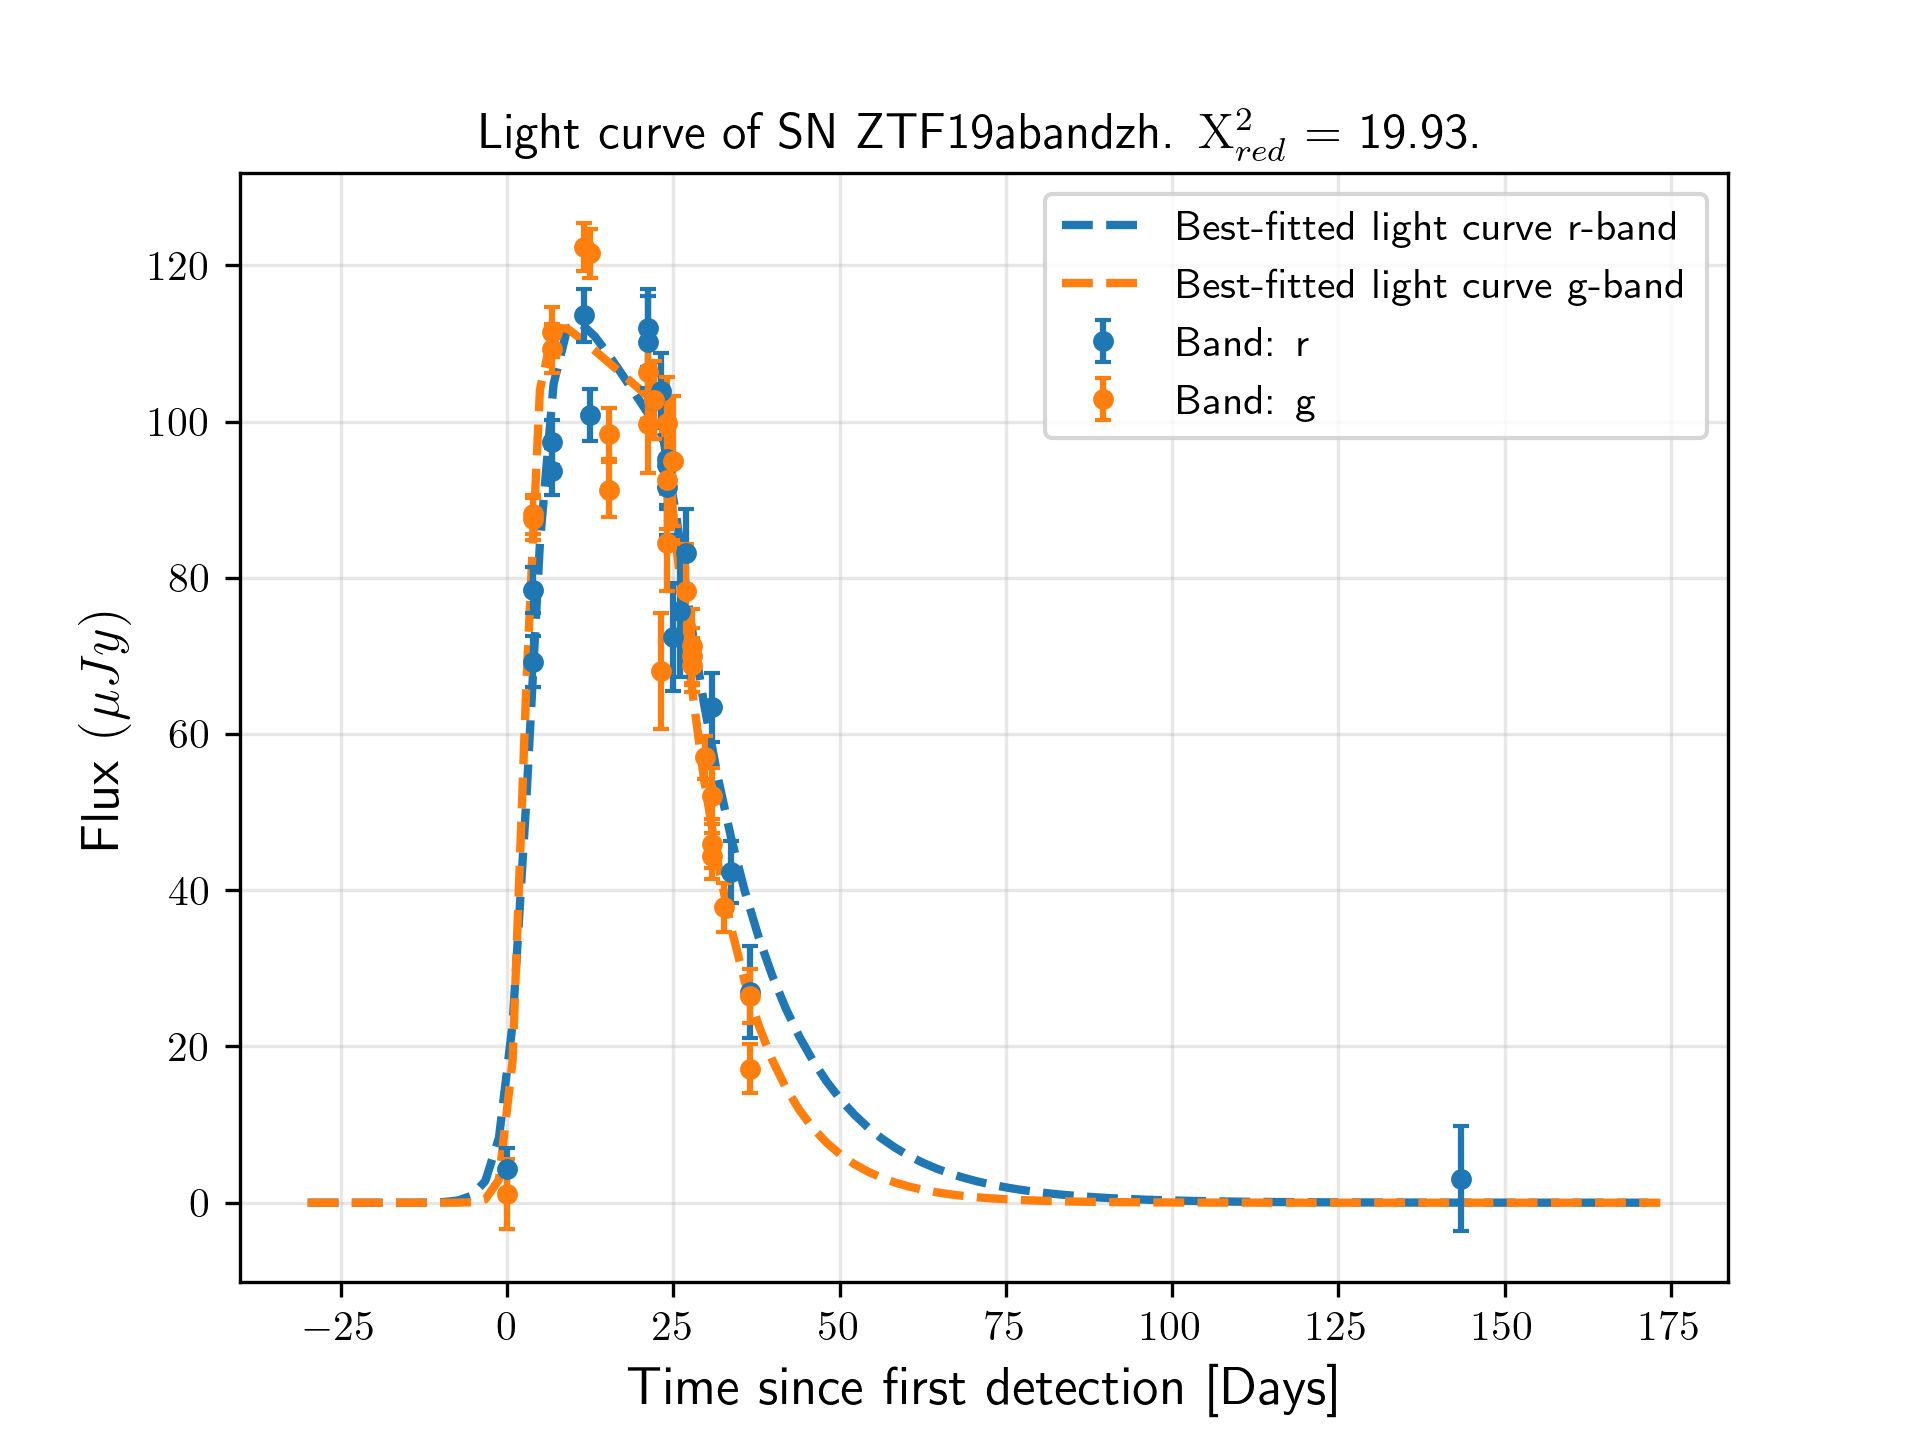 Light curve of SN ZTF19abandzh. X²_red = 19.93.
Best-fitted light curve r-band
Best-fitted light curve g-band
Band: r
Band: g
120
100
80
60
40
20
0
Flux (μJy)
−25 0 25 50 75 100 125 150 175
Time since first detection [Days]